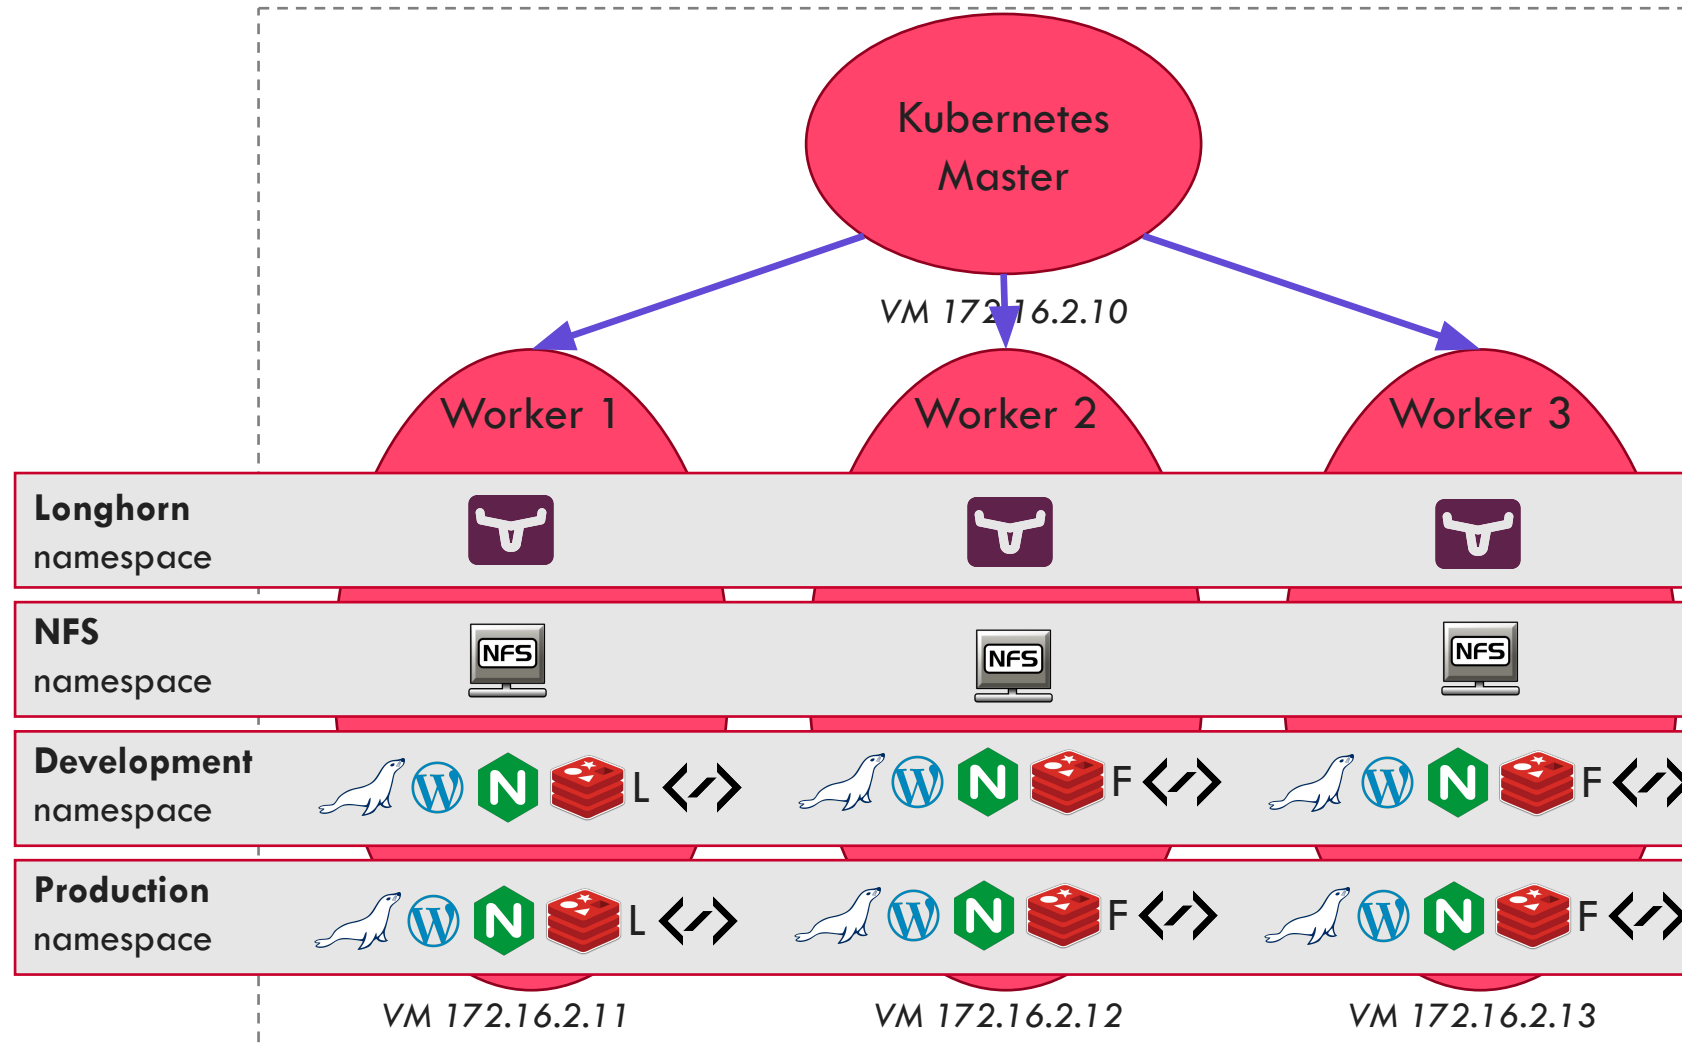 Kubernetes
Master
VM 172.16.2.10
Worker 1
Worker 2
Worker 3
Longhorn
namespace
NFS
namespace
NFS
NFS
NFS
Development
namespace
W N L </> W N F </> W N F </>
Production
namespace
W N L </> W N F </> W N F </>
VM 172.16.2.11
VM 172.16.2.12
VM 172.16.2.13